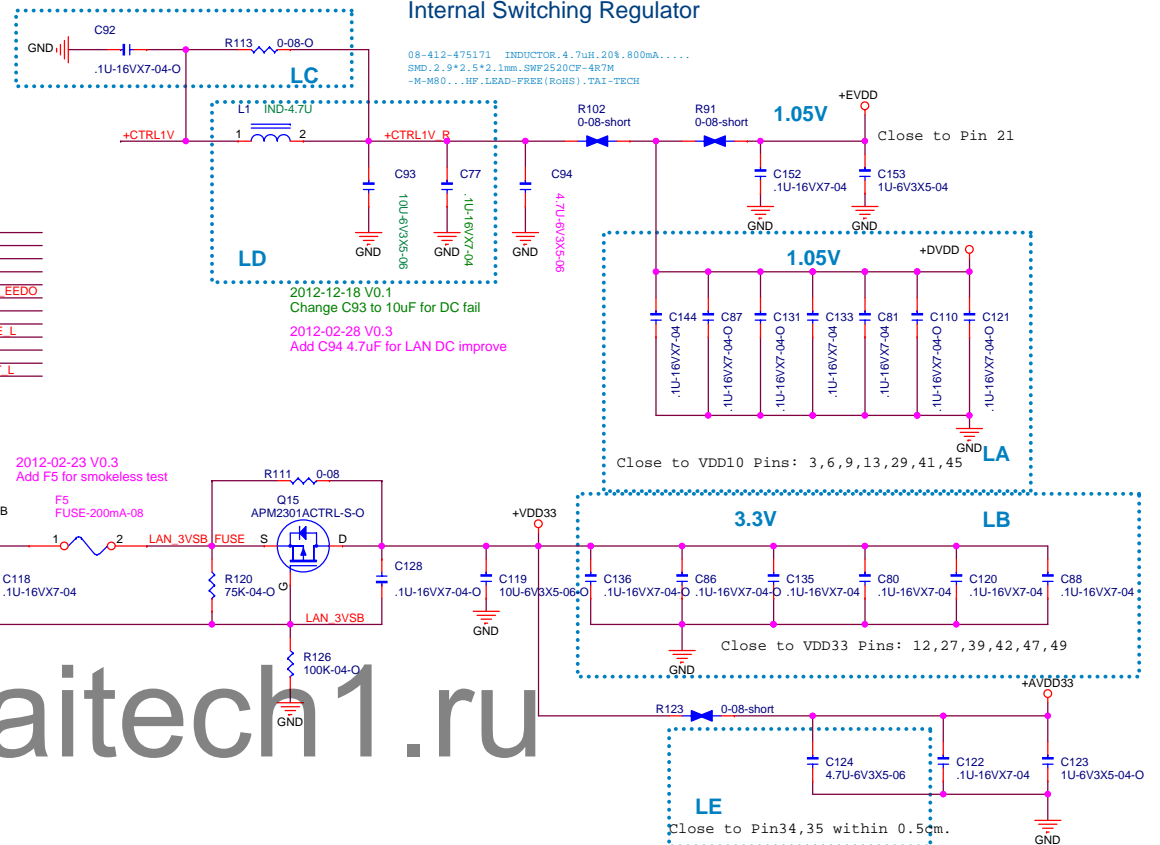 Internal Switching Regulator
08-412-475171 INDUCTOR.4.7uH.20%.800mA.....
SMD.2.9*2.5*2.1mm.SWF2520CF-4R7M
-M-M80...HF.LEAD-FREE(RoHS).TAI-TECH
C92
GND
.1U-16VX7-04-O
R113
0-08-O
LC
L1
IND-4.7U
+CTRL1V
1
2
+CTRL1V_R
C93
10U-6V3X5-06
GND
C77
.1U-16VX7-04
GND
C94
4.7U-6V3X5-06
GND
LD
R102
0-08-short
R91
0-08-short
1.05V
+EVDD
Close to Pin 21
C152
.1U-16VX7-04
GND
C153
1U-6V3X5-04
GND
2012-12-18 V0.1
Change C93 to 10uF for DC fail
2012-02-28 V0.3
Add C94 4.7uF for LAN DC improve
_EEDO
E_L
T_L
1.05V
+DVDD
C144
.1U-16VX7-04
C87
.1U-16VX7-04-O
C131
.1U-16VX7-04
C133
.1U-16VX7-04
C81
.1U-16VX7-04
C110
.1U-16VX7-04-O
C121
.1U-16VX7-04-O
GND
LA
Close to VDD10 Pins: 3,6,9,13,29,41,45
2012-02-23 V0.3
Add F5 for smokeless test
F5
FUSE-200mA-08
B
1
2
LAN_3VSB_FUSE
C118
.1U-16VX7-04
R111
0-08
Q15
APM2301ACTRL-S-O
S
D
G
R120
75K-04-O
LAN_3VSB
R126
100K-04-O
GND
C128
.1U-16VX7-04-O
+VDD33
C119
10U-6V3X5-06-O
GND
3.3V
LB
C136
.1U-16VX7-04-O
C86
.1U-16VX7-04-O
C135
.1U-16VX7-04
C80
.1U-16VX7-04
C120
.1U-16VX7-04
C88
.1U-16VX7-04
GND
Close to VDD33 Pins: 12,27,39,42,47,49
+AVDD33
R123
0-08-short
C124
4.7U-6V3X5-06
C122
.1U-16VX7-04
C123
1U-6V3X5-04-O
GND
LE
Close to Pin34,35 within 0.5cm.
aitech1.ru